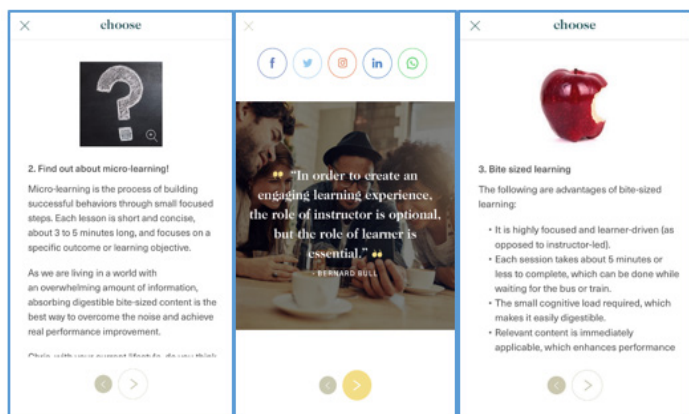 choose
2. Find out about micro-learning!
Micro-learning is the process of building
successful behaviors through small focused
steps. Each lesson is short and concise,
about 3 to 5 minutes long, and focuses on a
specific outcome or learning objective.
As we are living in a world with
an overwhelming amount of information,
absorbing digestible bite-sized content is the
best way to overcome the noise and achieve
real performance improvement.
Chris, with your current lifestyle, do you think
"In order to create an
engaging learning experience,
the role of instructor is optional,
but the role of learner is
essential."
- BERNARD BULL
choose
3. Bite sized learning
The following are advantages of bite-sized
learning:
• It is highly focused and learner-driven (as
opposed to instructor-led).
• Each session takes about 5 minutes or
less to complete, which can be done while
waiting for the bus or train.
• The small cognitive load required, which
makes it easily digestible.
• Relevant content is immediately
applicable, which enhances performance